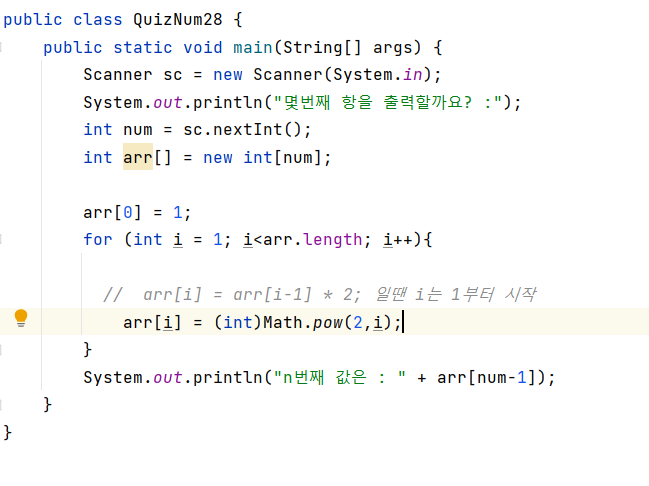 public class QuizNum28 {
public static void main(String[] args) {
Scanner sc = new Scanner(System.in);
System.out.println("몇번째 항을 출력할까요? :");
int num = sc.nextInt();
int arr[] = new int[num];
arr[0] = 1;
for (int i = 1; i<arr.length; i++){
//  arr[i] = arr[i-1] * 2; 일땐 i는 1부터 시작
arr[i] = (int)Math.pow(2,i);
}
System.out.println("n번째 값은 : " + arr[num-1]);
}
}